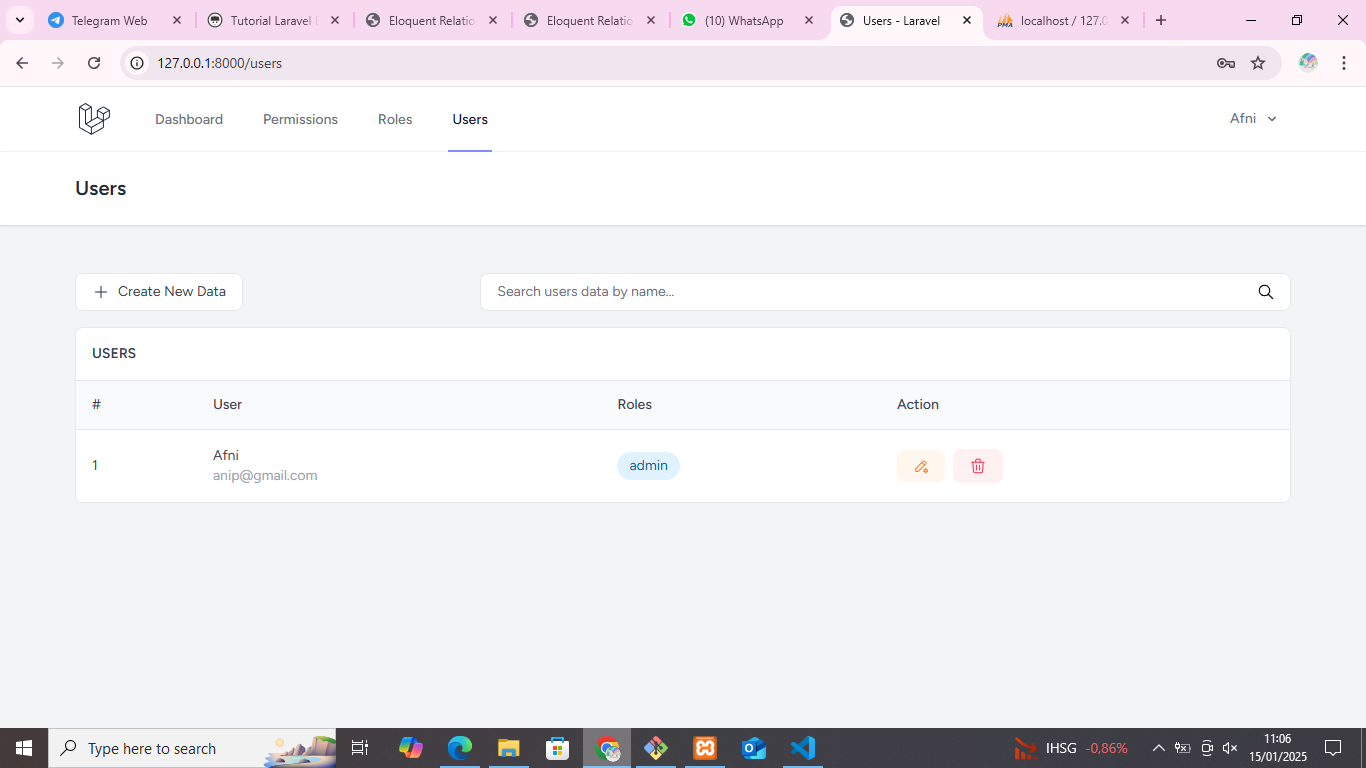 Telegram Web
Tutorial Laravel
Eloquent Relatio
Eloquent Relatio
(10) WhatsApp
Users - Laravel
PMA
localhost / 127.0
127.0.0.1:8000/users
Dashboard
Permissions
Roles
Users
Afni
Users
Create New Data
Search users data by name...
USERS
# User Roles Action
1 Afni admin
anip@gmail.com
Type here to search
IHSG -0,86%
11:06
15/01/2025